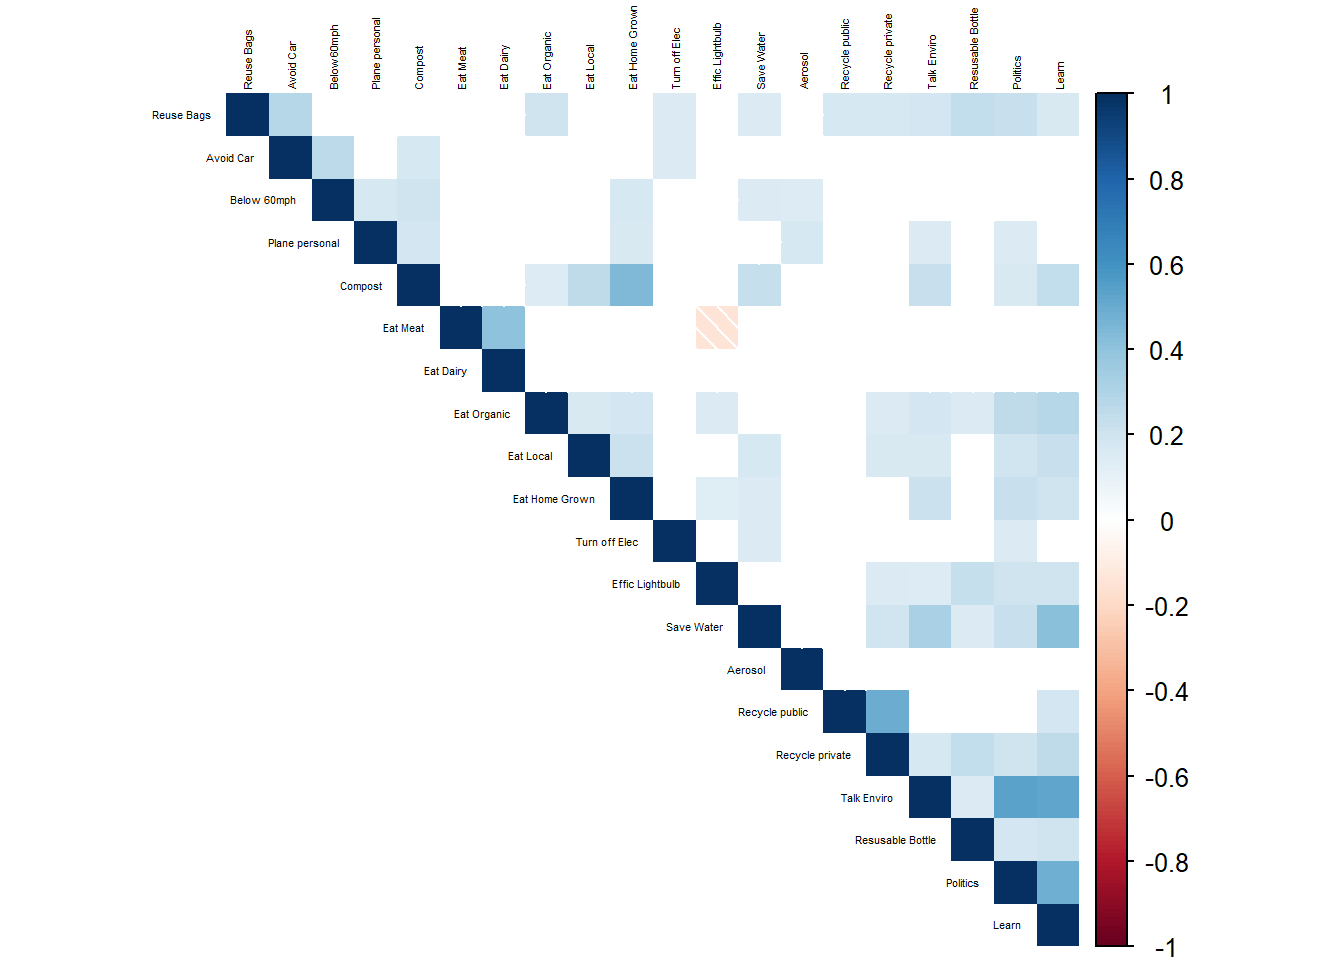 Reuse Bags
Avoid Car
Below 60mph
Plane personal
Compost
Eat Meat
Eat Dairy
Eat Organic
Eat Local
Eat Home Grown
Turn off Elec
Effic Lightbulb
Save Water
Aerosol
Recycle public
Recycle private
Talk Enviro
Resusable Bottle
Politics
Learn
Reuse Bags
Avoid Car
Below 60mph
Plane personal
Compost
Eat Meat
Eat Dairy
Eat Organic
Eat Local
Eat Home Grown
Turn off Elec
Effic Lightbulb
Save Water
Aerosol
Recycle public
Recycle private
Talk Enviro
Resusable Bottle
Politics
Learn
1
0.8
0.6
0.4
0.2
0
-0.2
-0.4
-0.6
-0.8
-1